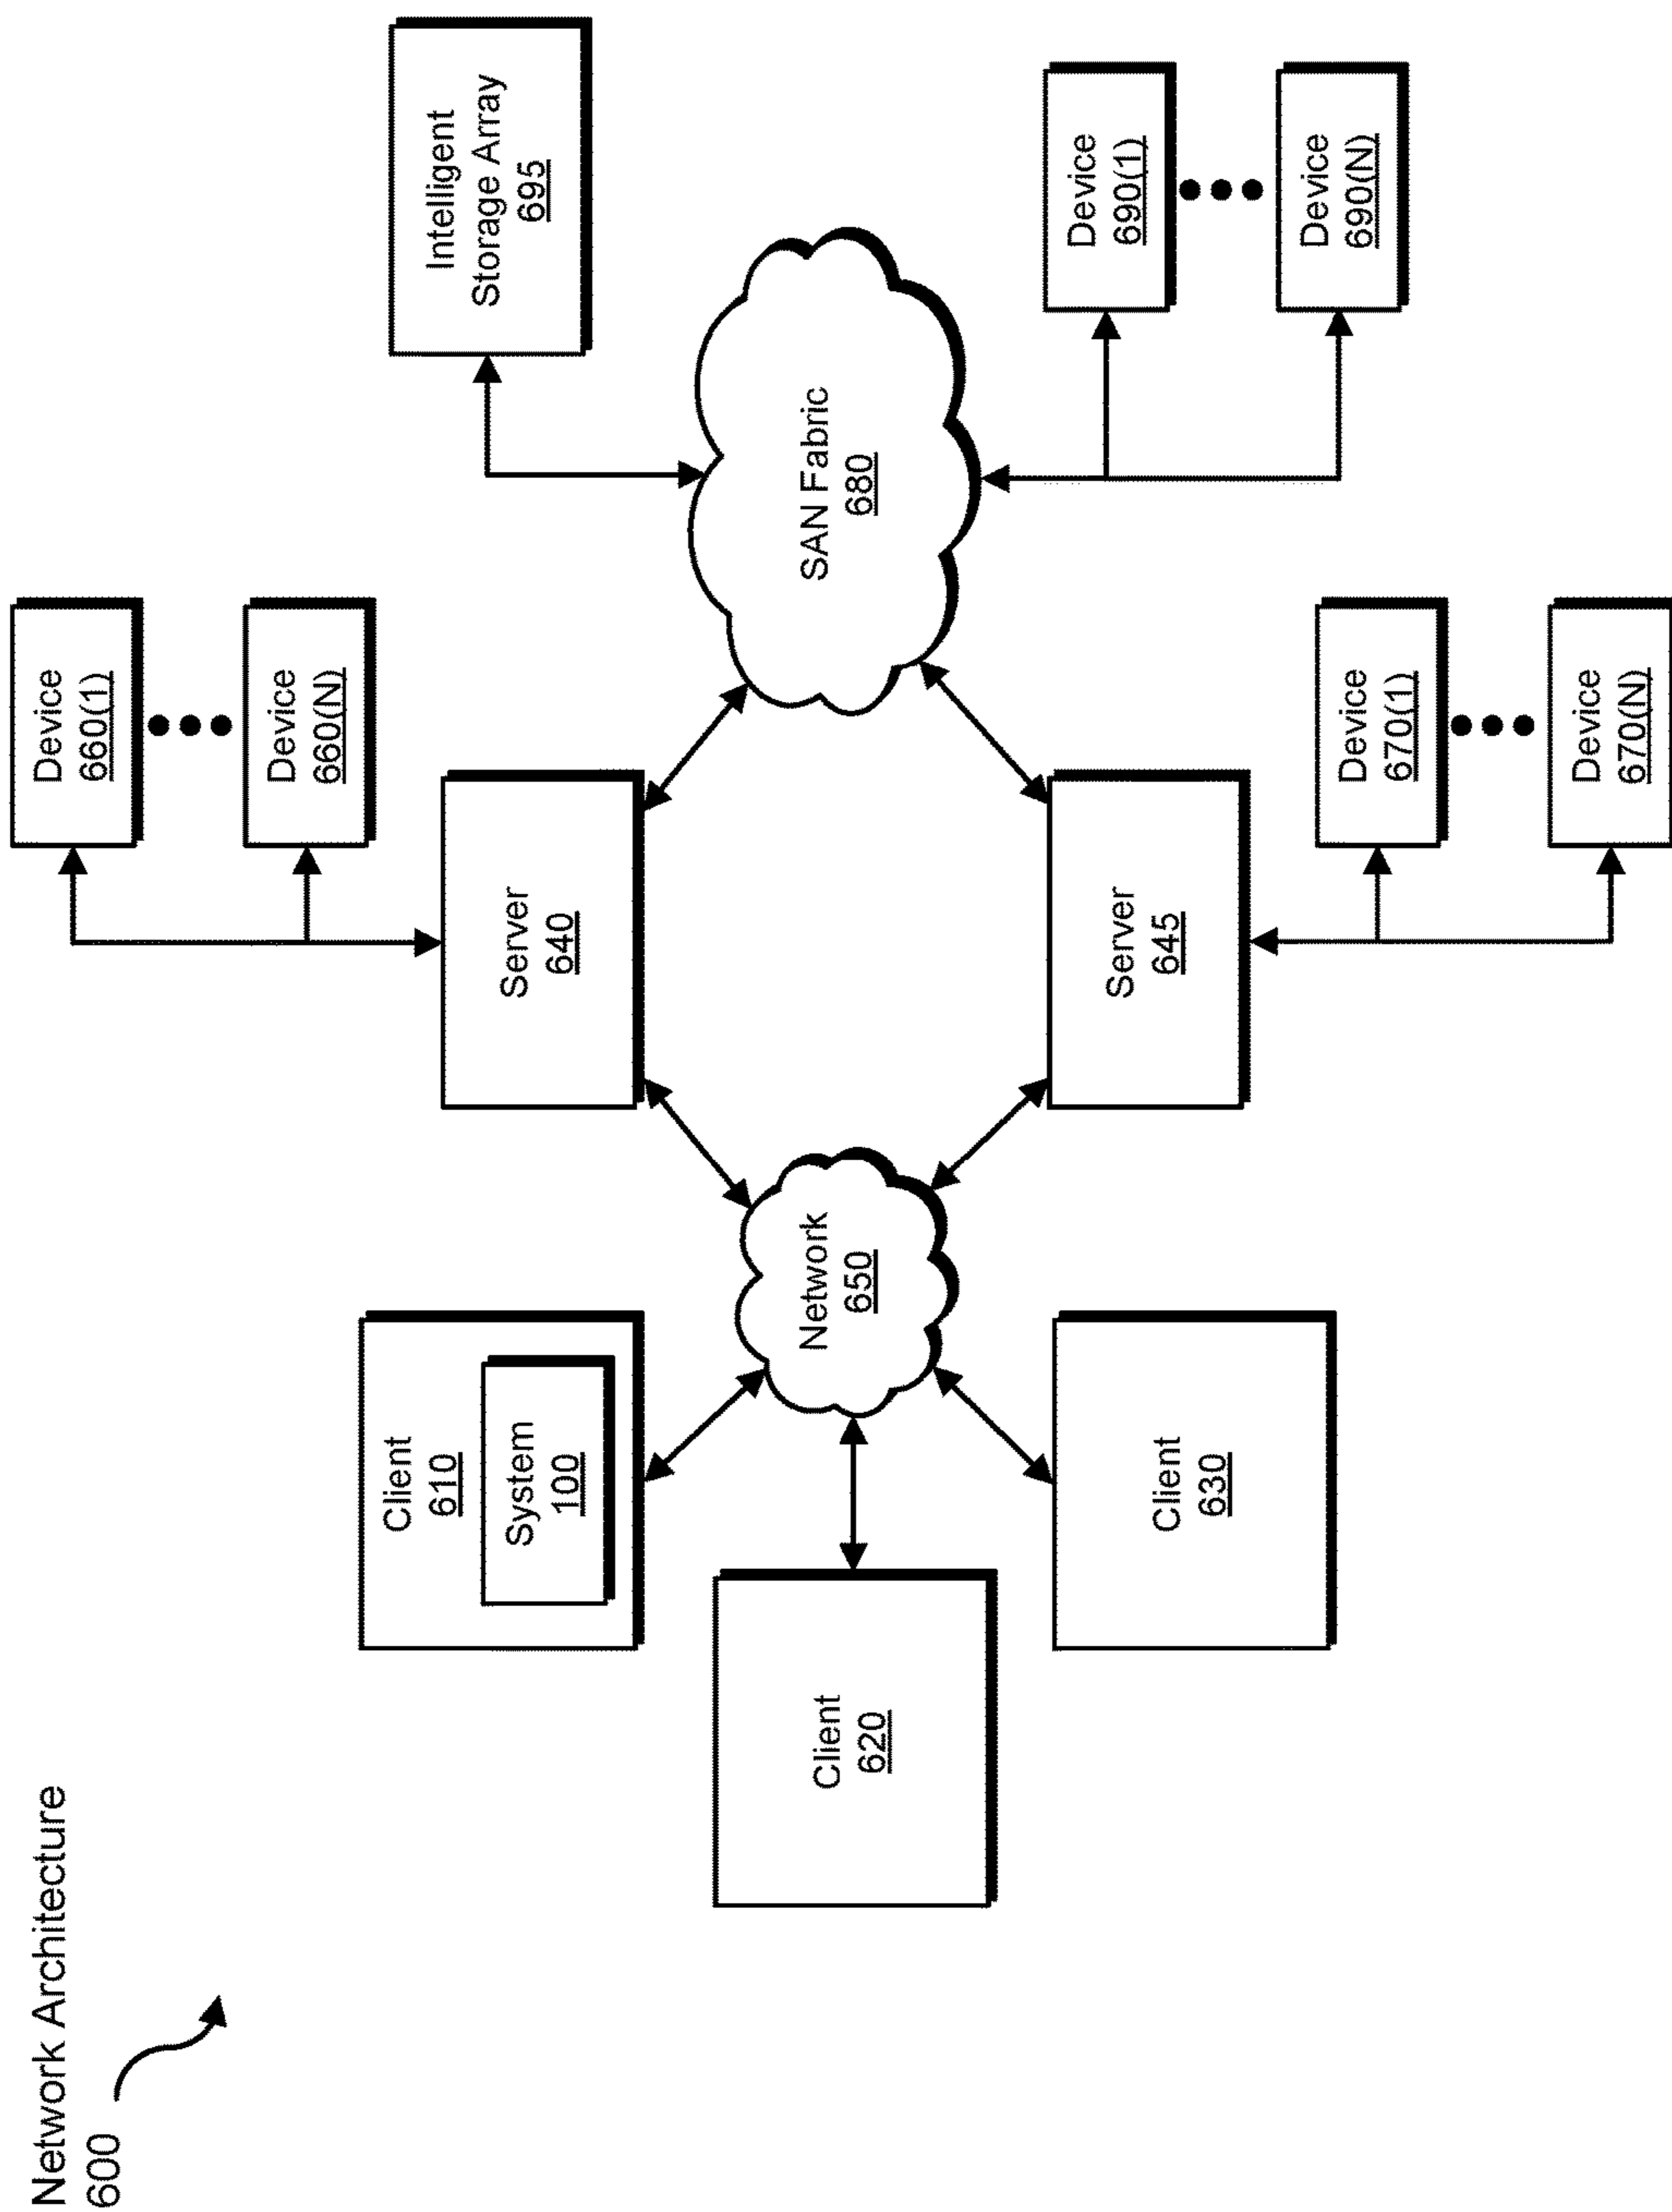 Network Architecture
600
Client
610
System
100
Client
620
Client
630
Network
650
Server
640
Server
645
Device
660(1)
Device
660(N)
Device
670(1)
Device
670(N)
SAN Fabric
680
Intelligent
Storage Array
695
Device
690(1)
Device
690(N)